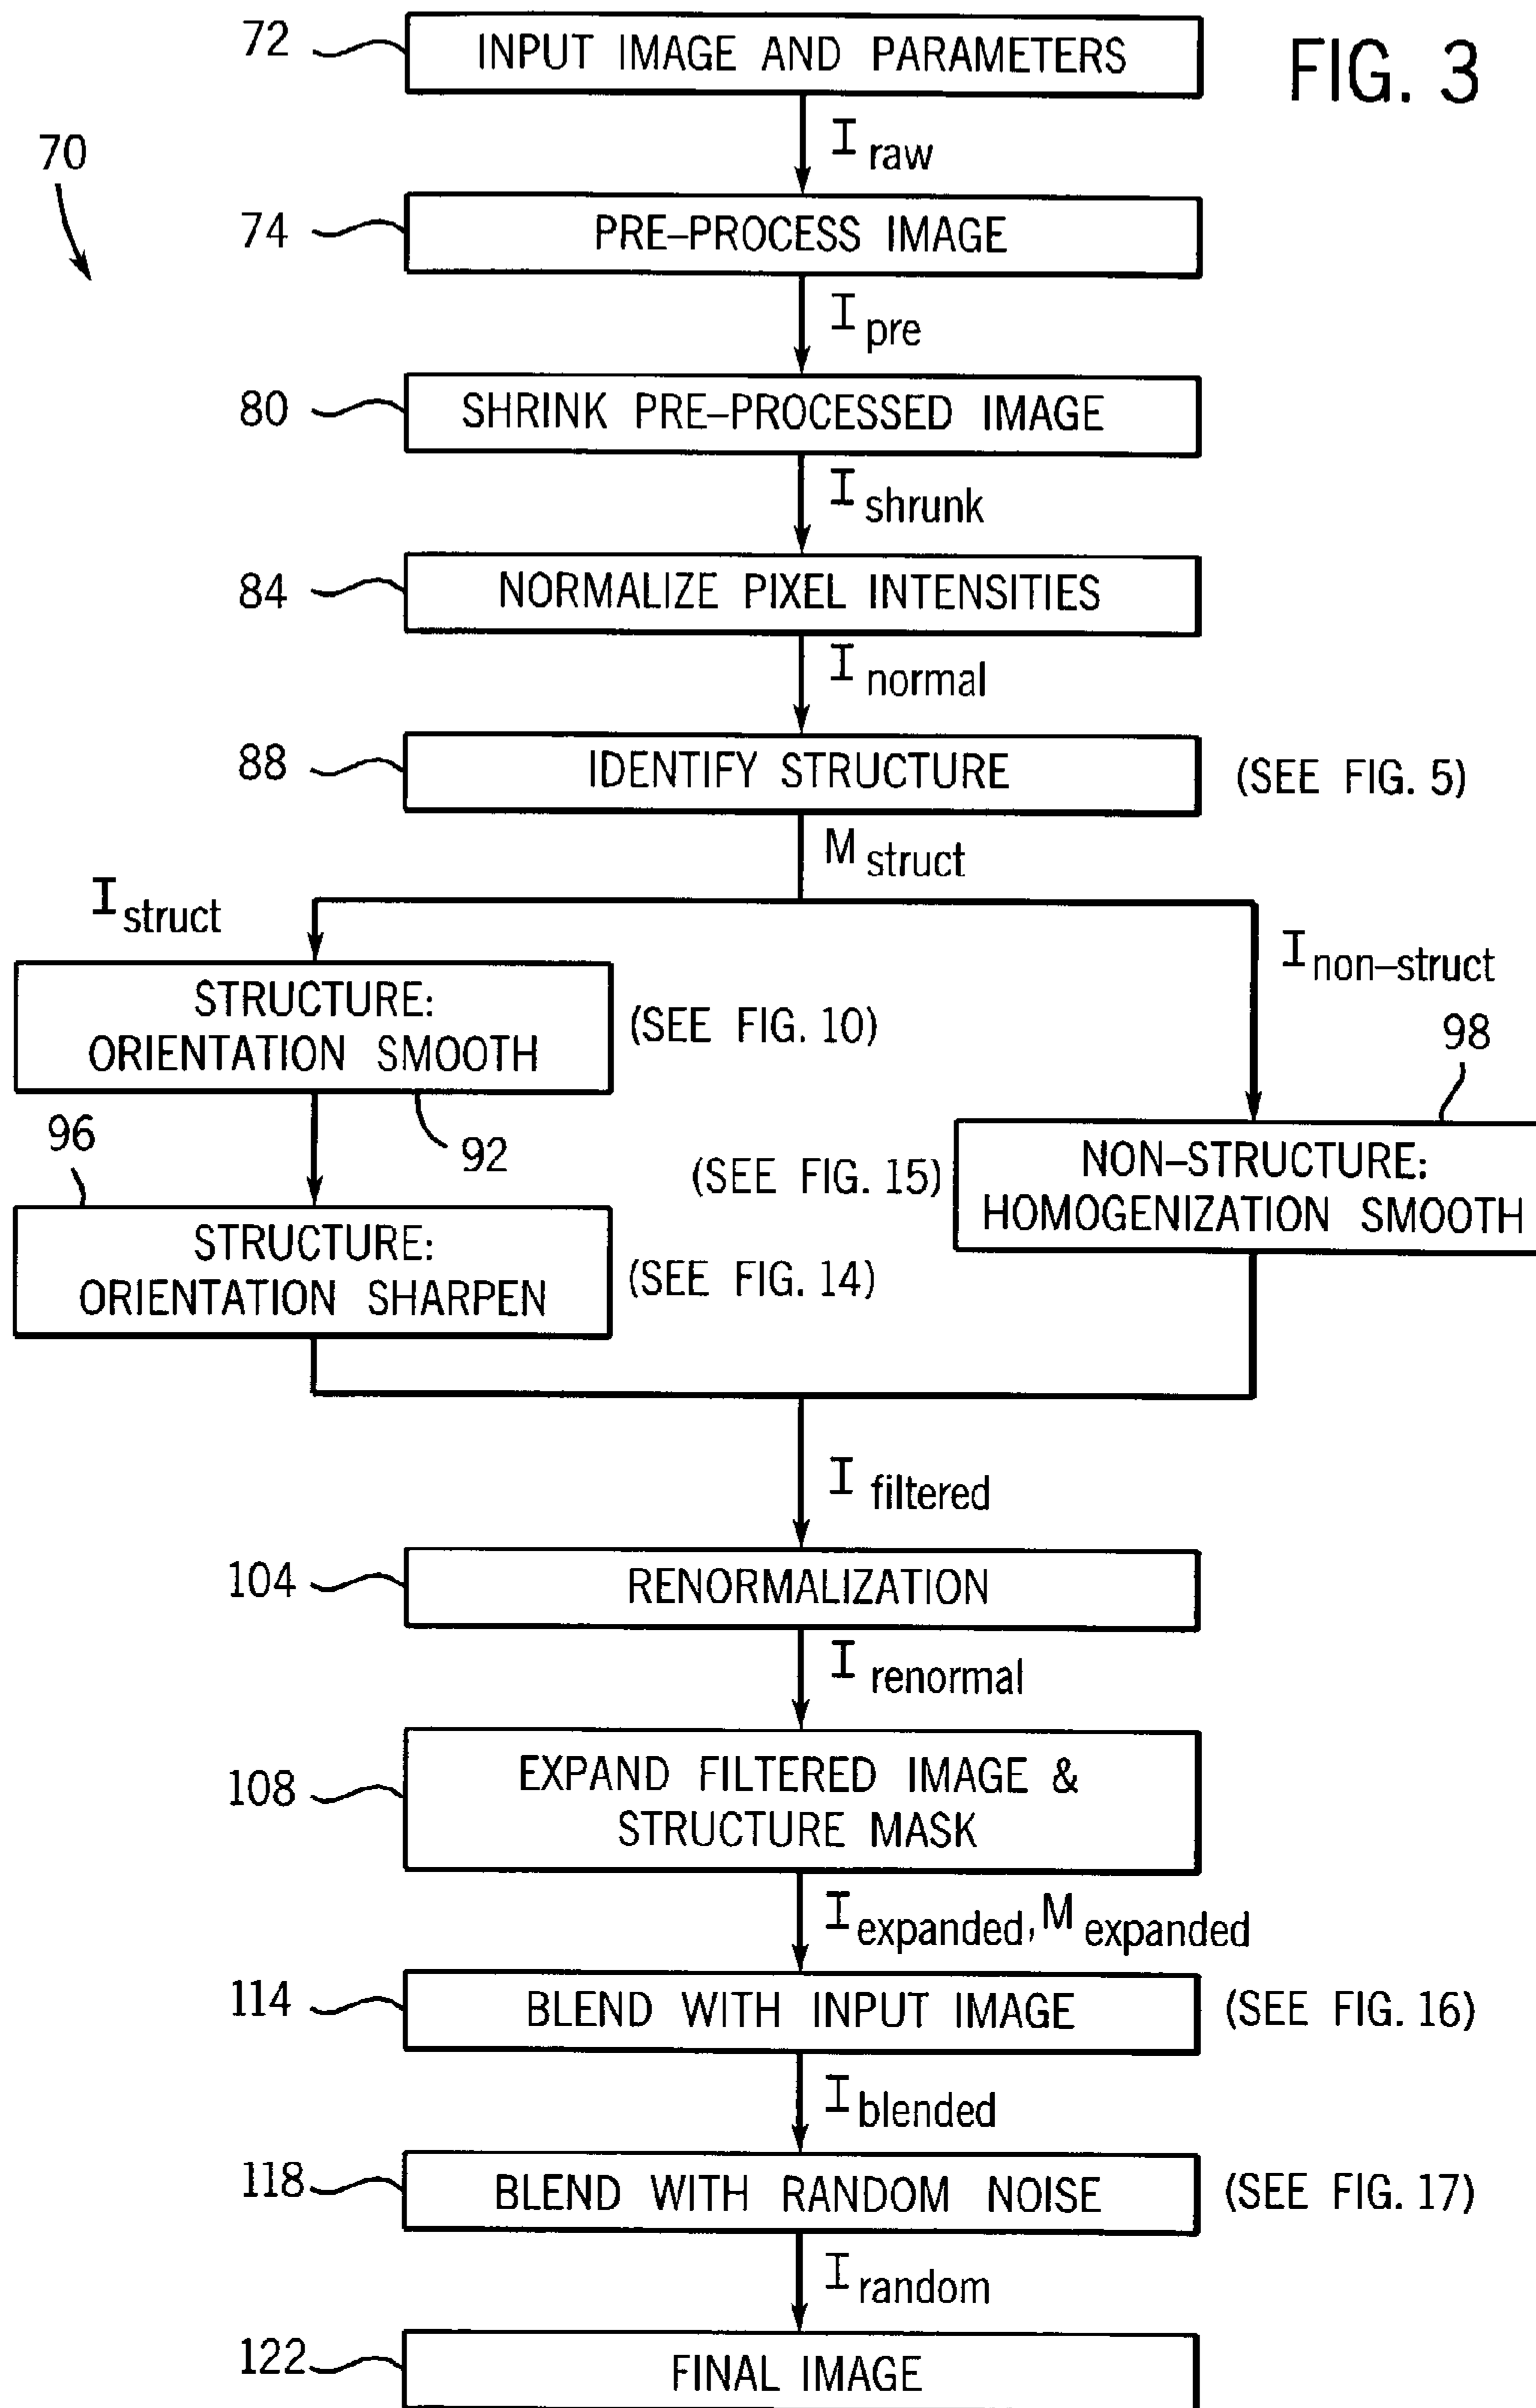 FIG. 3
72
INPUT IMAGE AND PARAMETERS
I raw
70
74
PRE–PROCESS IMAGE
I pre
80
SHRINK PRE–PROCESSED IMAGE
I shrunk
84
NORMALIZE PIXEL INTENSITIES
I normal
88
IDENTIFY STRUCTURE
(SEE FIG. 5)
M struct
I struct
I non–struct
STRUCTURE:
ORIENTATION SMOOTH
(SEE FIG. 10)
92
96
98
(SEE FIG. 15)
NON–STRUCTURE:
HOMOGENIZATION SMOOTH
STRUCTURE:
ORIENTATION SHARPEN
(SEE FIG. 14)
I filtered
104
RENORMALIZATION
I renormal
108
EXPAND FILTERED IMAGE &
STRUCTURE MASK
I expanded, M expanded
114
BLEND WITH INPUT IMAGE
(SEE FIG. 16)
I blended
118
BLEND WITH RANDOM NOISE
(SEE FIG. 17)
I random
122
FINAL IMAGE